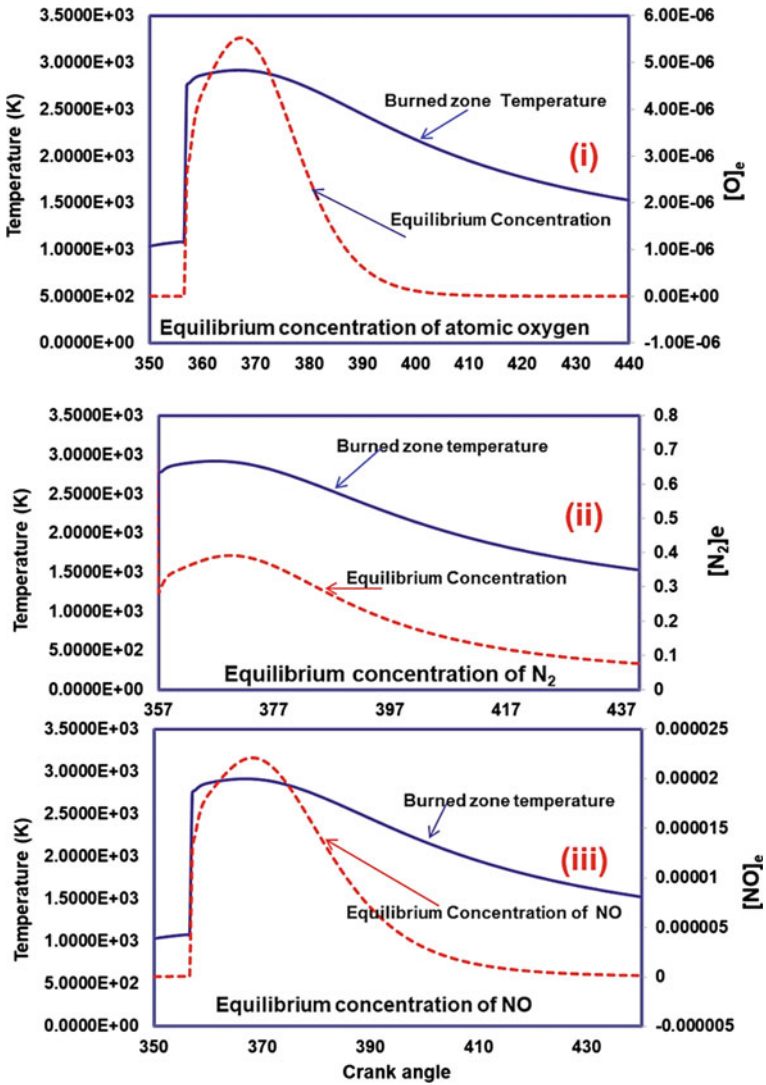 3.5000E+03
3.0000E+03
2.5000E+03
2.0000E+03
1.5000E+03
1.0000E+03
5.0000E+02
0.0000E+00
Temperature (K)
6.00E-06
5.00E-06
4.00E-06
3.00E-06
2.00E-06
1.00E-06
0.00E+00
-1.00E-06
[O]e
Burned zone Temperature
(i)
Equilibrium Concentration
Equilibrium concentration of atomic oxygen
350 360 370 380 390 400 410 420 430 440
3.5000E+03
3.0000E+03
2.5000E+03
2.0000E+03
1.5000E+03
1.0000E+03
5.0000E+02
0.0000E+00
Temperature (K)
0.8
0.7
0.6
0.5
0.4
0.3
0.2
0.1
0
[N2]e
Burned zone temperature
(ii)
Equilibrium Concentration
Equilibrium concentration of N2
357 377 397 417 437
3.5000E+03
3.0000E+03
2.5000E+03
2.0000E+03
1.5000E+03
1.0000E+03
5.0000E+02
0.0000E+00
Temperature (K)
0.000025
0.00002
0.000015
0.00001
0.000005
0
-0.000005
[NO]e
Burned zone temperature
(iii)
Equilibrium Concentration of NO
Equilibrium concentration of NO
350 370 390 410 430
Crank angle